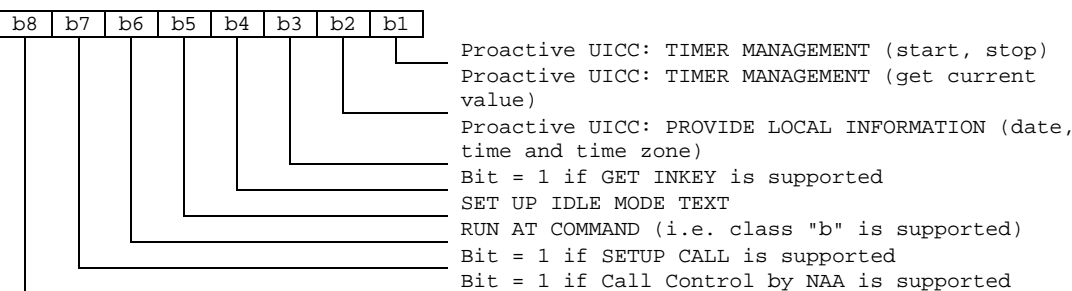 b8 b7 b6 b5 b4 b3 b2 b1
Proactive UICC: TIMER MANAGEMENT (start, stop)
Proactive UICC: TIMER MANAGEMENT (get current
value)
Proactive UICC: PROVIDE LOCAL INFORMATION (date,
time and time zone)
Bit = 1 if GET INKEY is supported
SET UP IDLE MODE TEXT
RUN AT COMMAND (i.e. class "b" is supported)
Bit = 1 if SETUP CALL is supported
Bit = 1 if Call Control by NAA is supported